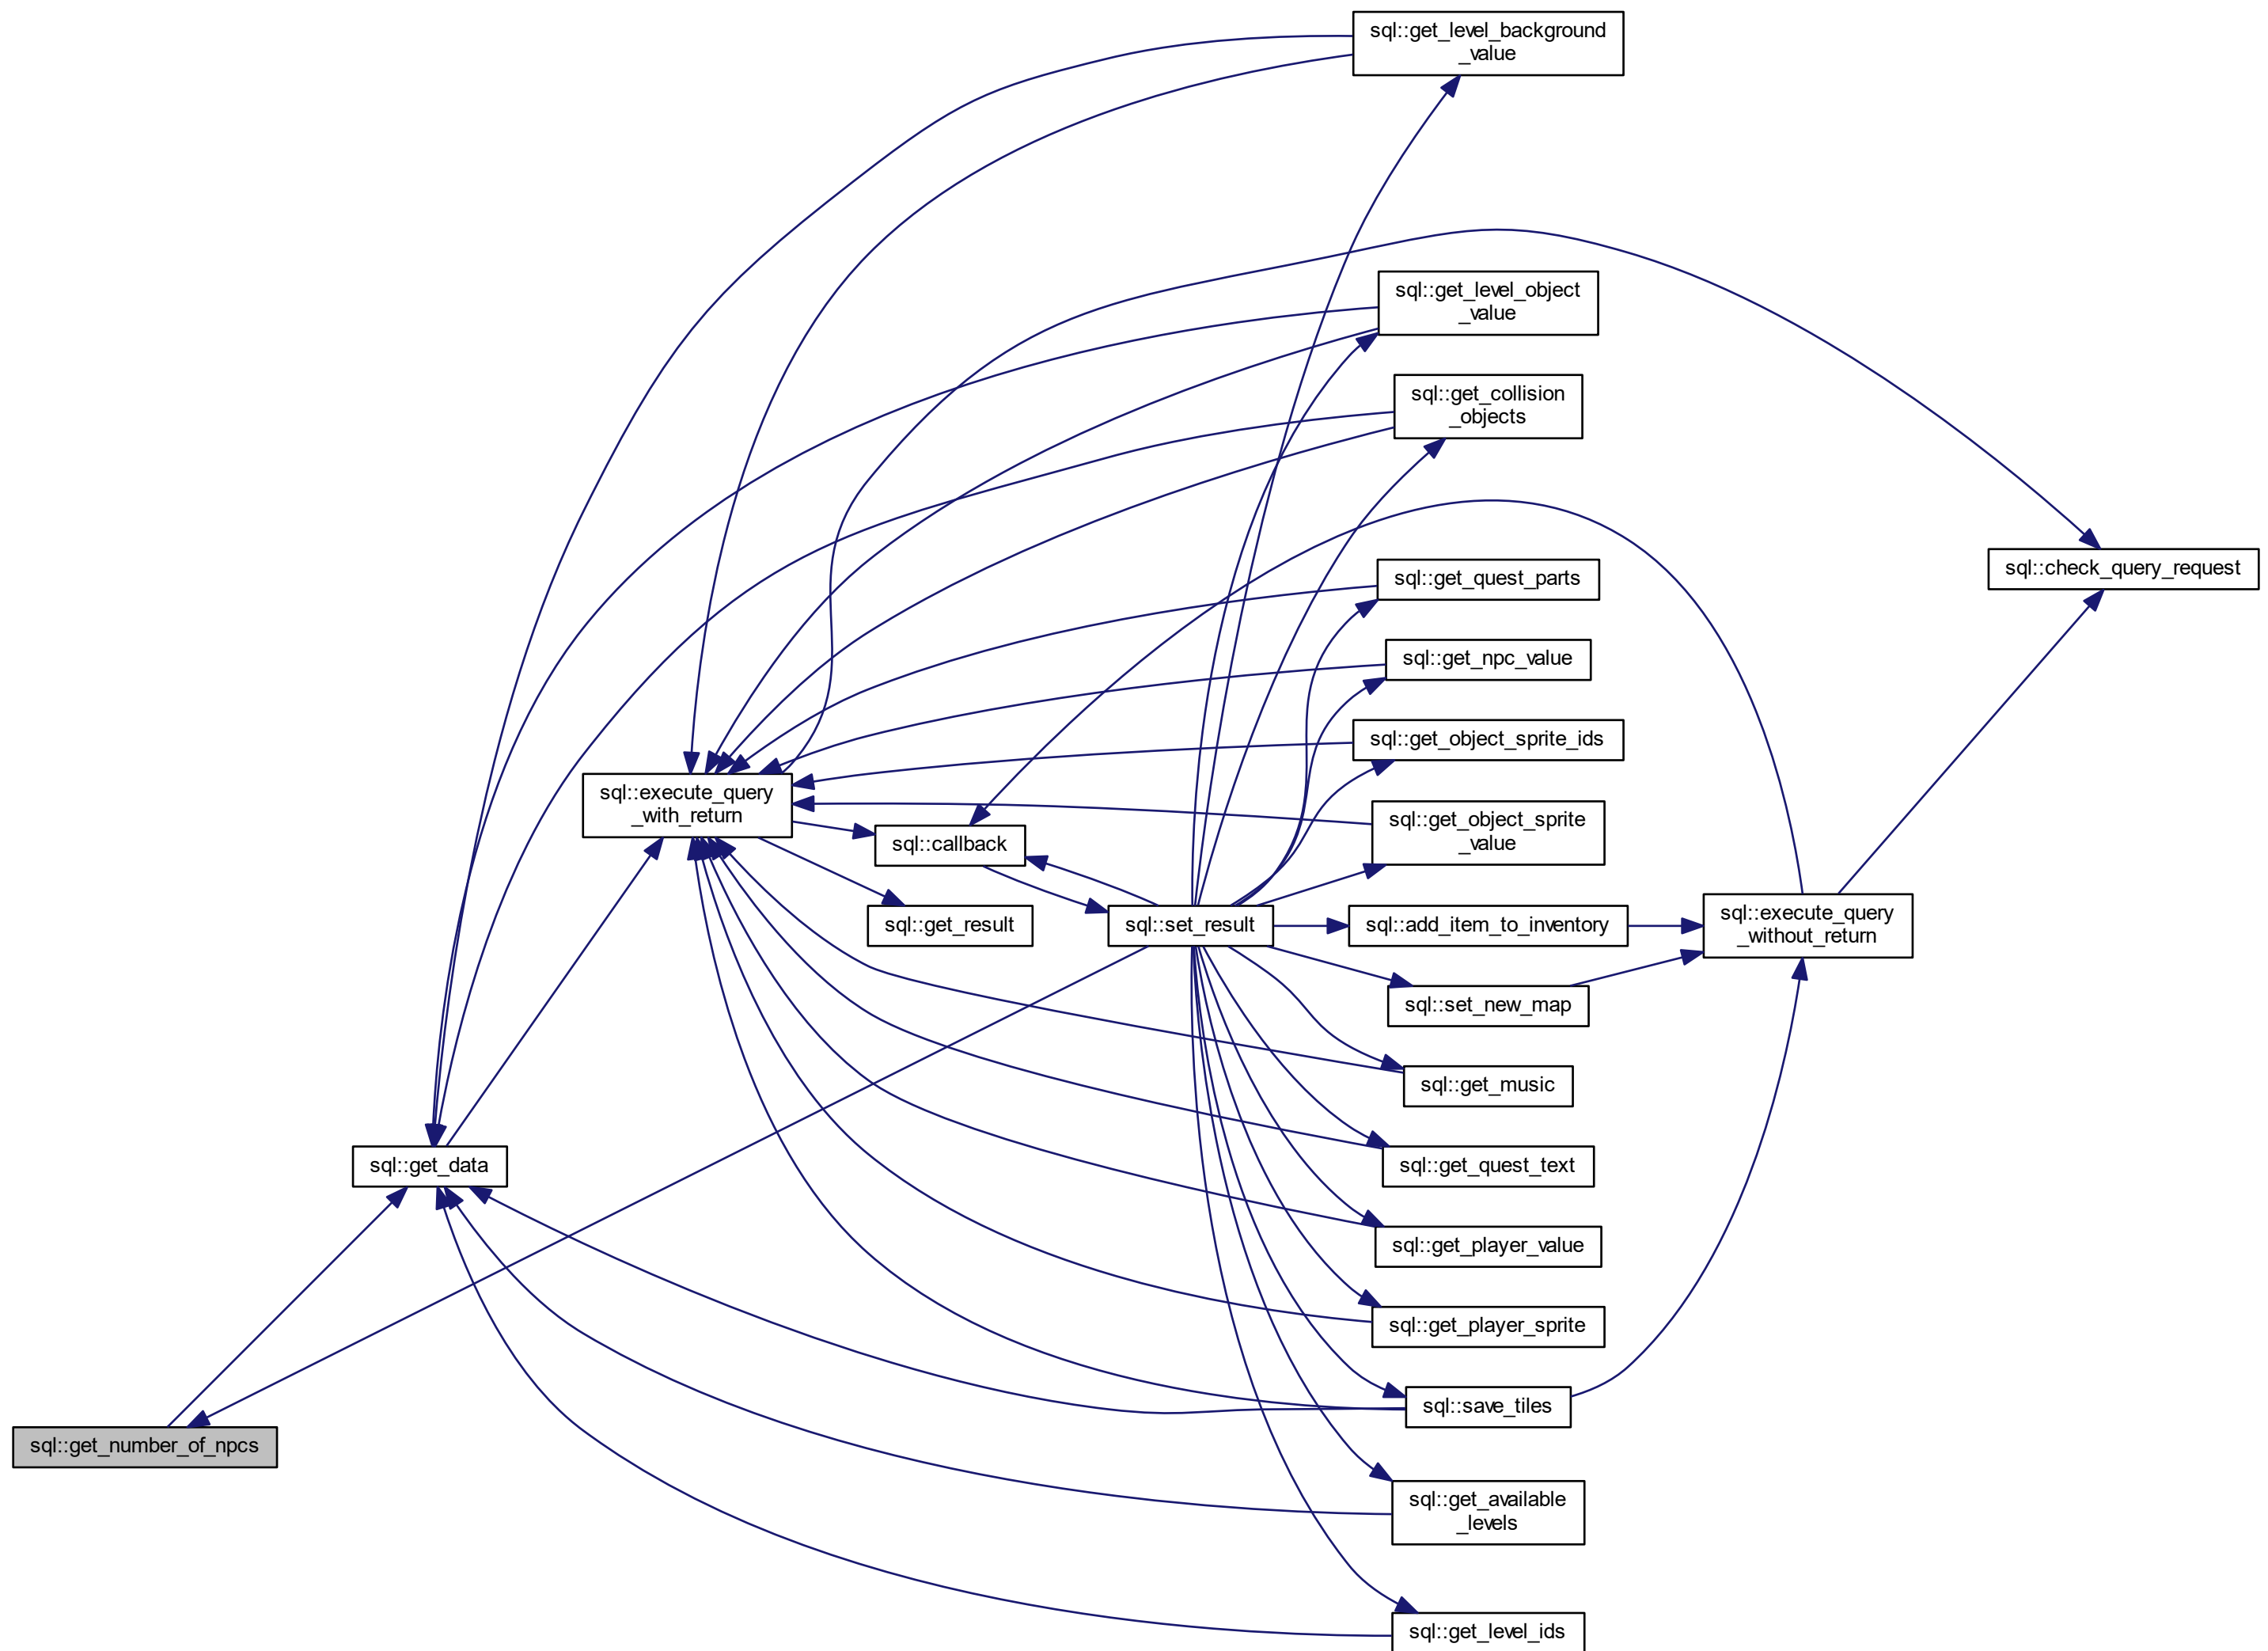 sql::get_level_background
_value
sql::get_level_object
_value
sql::get_collision
_objects
sql::check_query_request
sql::get_quest_parts
sql::get_npc_value
sql::get_object_sprite_ids
sql::execute_query
_with_return
sql::get_object_sprite
_value
sql::callback
sql::get_result
sql::set_result
sql::add_item_to_inventory
sql::execute_query
_without_return
sql::set_new_map
sql::get_music
sql::get_data
sql::get_quest_text
sql::get_player_value
sql::get_player_sprite
sql::save_tiles
sql::get_number_of_npcs
sql::get_available
_levels
sql::get_level_ids